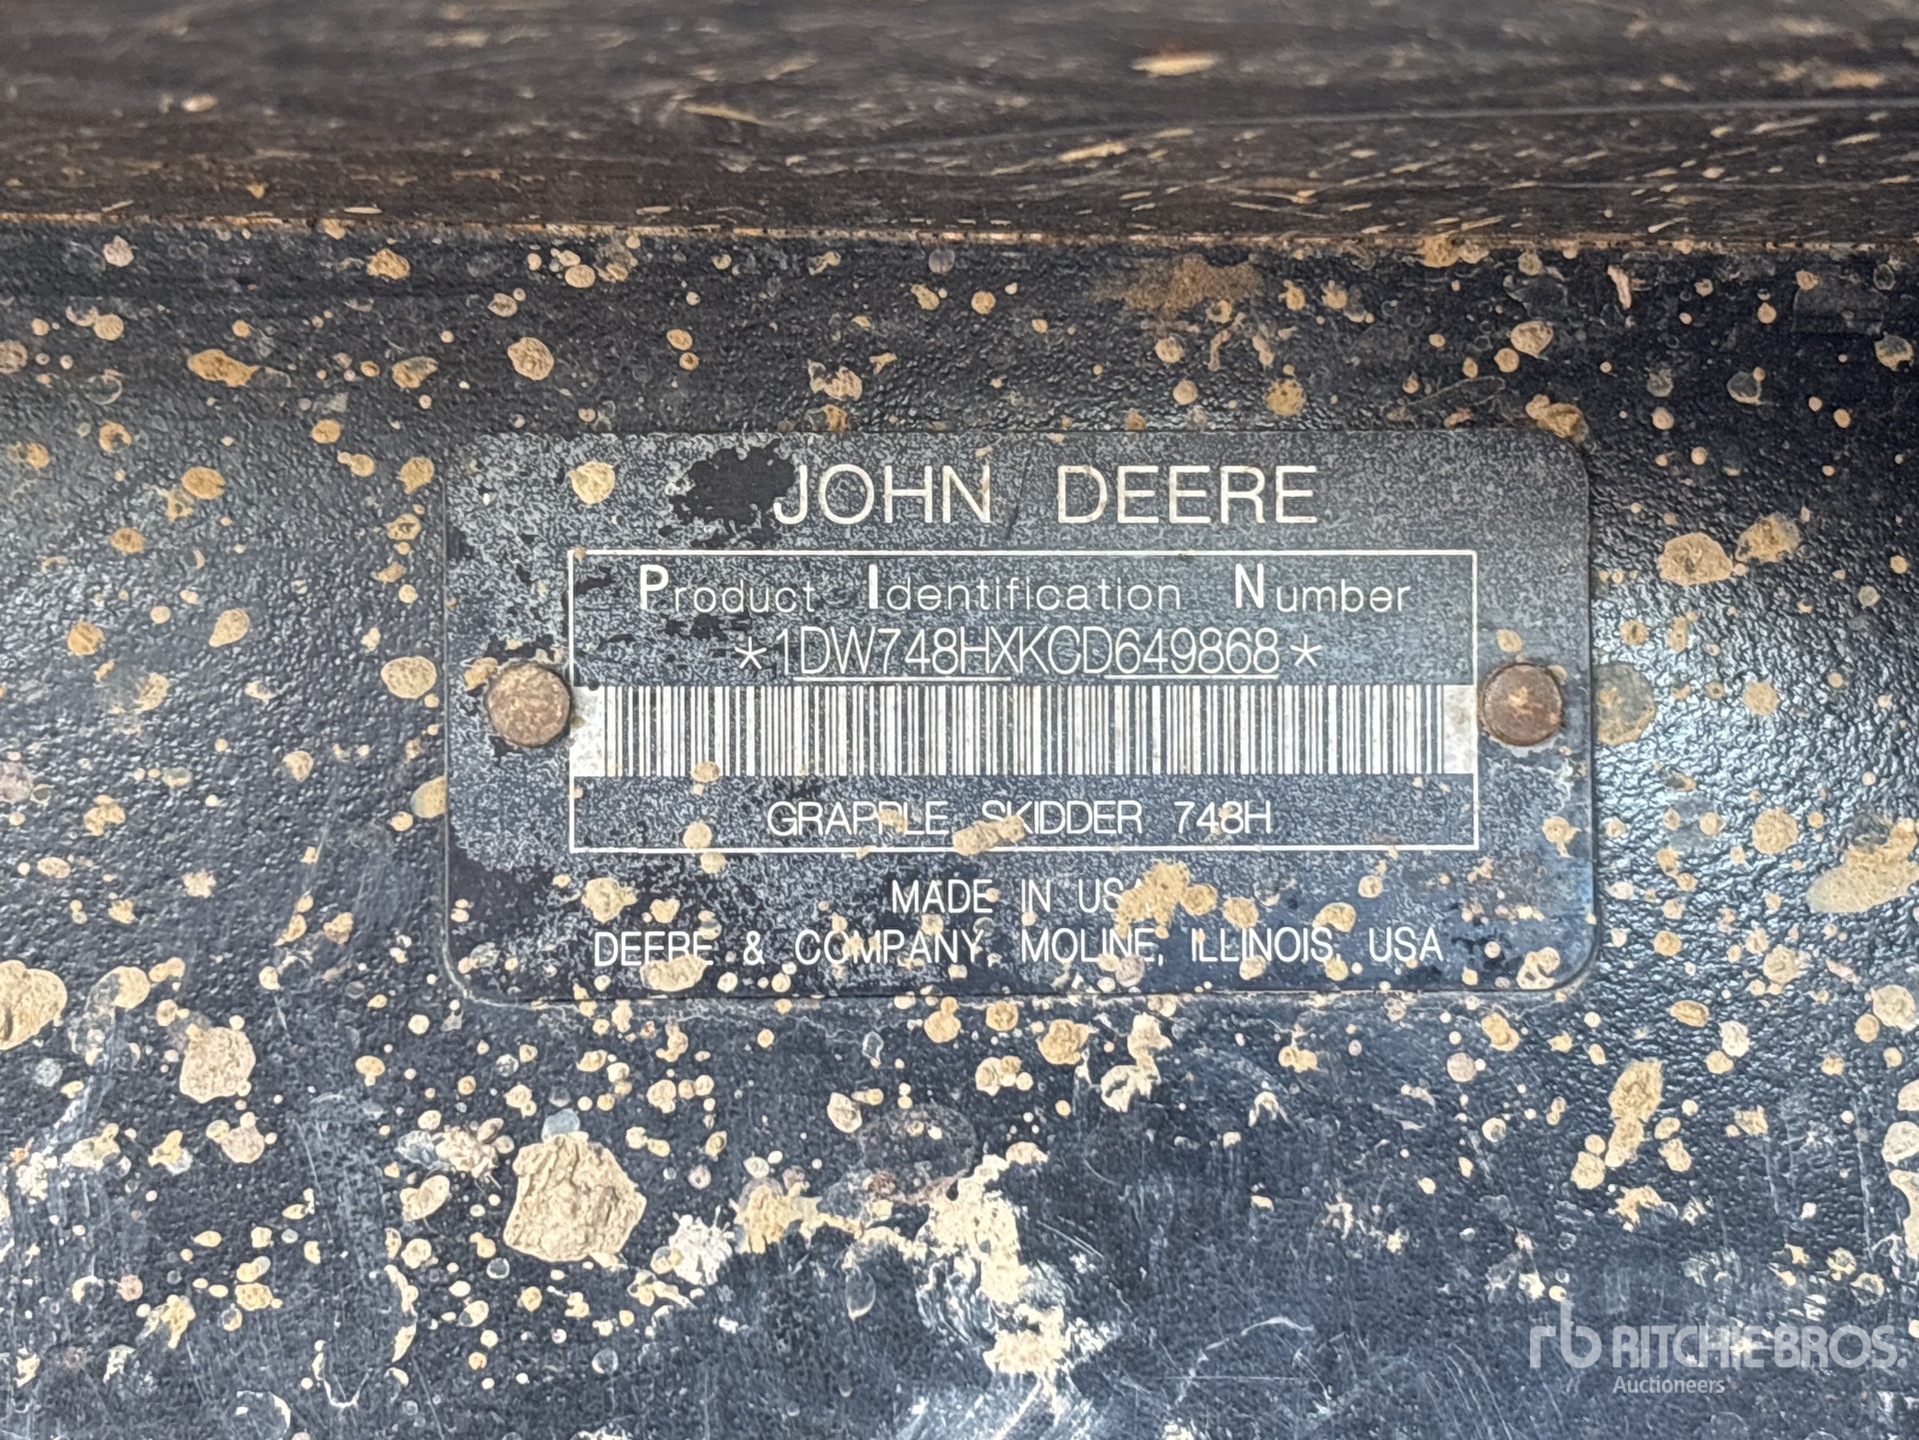 JOHN DEERE
Product Identification Number
*1DW748HXKCD649868*
GRAPPLE SKIDDER 748H
MADE IN USA
DEERE & COMPANY, MOLINE, ILLINOIS, USA
rb RITCHIE BROS.
Auctioneers